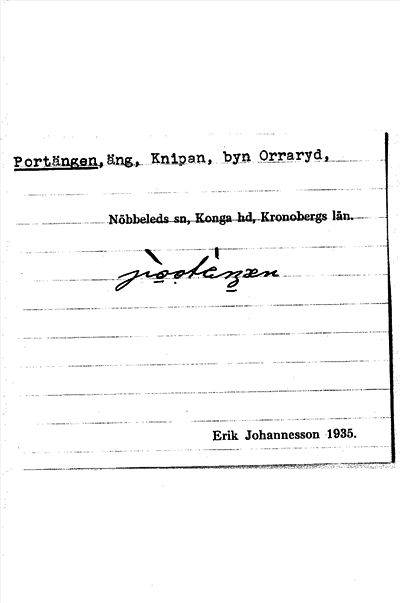 Portängen, äng, Knipan, byn Orraryd,
Nöbbeleds sn, Konga hd, Kronobergs län.
Erik Johannesson 1935.